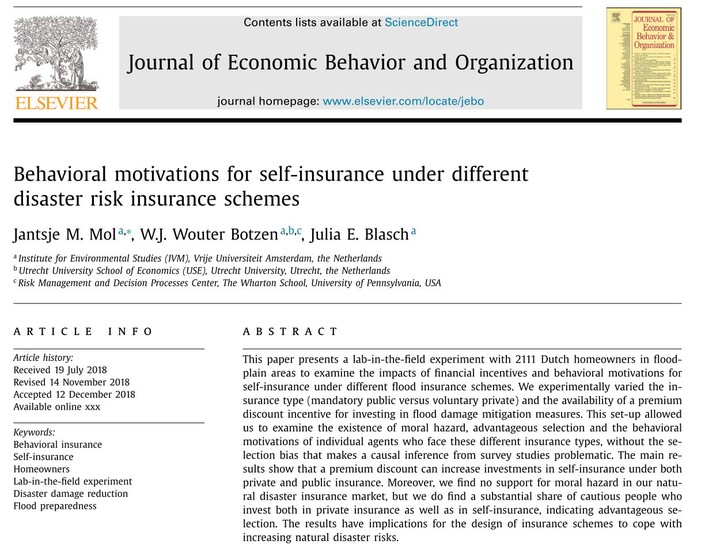 Contents lists available at ScienceDirect
Journal of Economic Behavior and Organization
journal homepage: www.elsevier.com/locate/jebo
ELSEVIER
JOURNAL OF
Economic
Behavior &
Organization
Behavioral motivations for self-insurance under different
disaster risk insurance schemes
Jantsje M. Mol a,*, W.J. Wouter Botzen a,b,c, Julia E. Blasch a
a Institute for Environmental Studies (IVM), Vrije Universiteit Amsterdam, the Netherlands
b Utrecht University School of Economics (USE), Utrecht University, Utrecht, the Netherlands
c Risk Management and Decision Processes Center, The Wharton School, University of Pennsylvania, USA
ARTICLE INFO
Article history:
Received 19 July 2018
Revised 14 November 2018
Accepted 12 December 2018
Available online xxx
Keywords:
Behavioral insurance
Self-insurance
Homeowners
Lab-in-the-field experiment
Disaster damage reduction
Flood preparedness
ABSTRACT
This paper presents a lab-in-the-field experiment with 2111 Dutch homeowners in flood-
plain areas to examine the impacts of financial incentives and behavioral motivations for
self-insurance under different flood insurance schemes. We experimentally varied the in-
surance type (mandatory public versus voluntary private) and the availability of a premium
discount incentive for investing in flood damage mitigation measures. This set-up allowed
us to examine the existence of moral hazard, advantageous selection and the behavioral
motivations of individual agents who face these different insurance types, without the se-
lection bias that makes a causal inference from survey studies problematic. The main re-
sults show that a premium discount can increase investments in self-insurance under both
private and public insurance. Moreover, we find no support for moral hazard in our natu-
ral disaster insurance market, but we do find a substantial share of cautious people who
invest both in private insurance as well as in self-insurance, indicating advantageous se-
lection. The results have implications for the design of insurance schemes to cope with
increasing natural disaster risks.